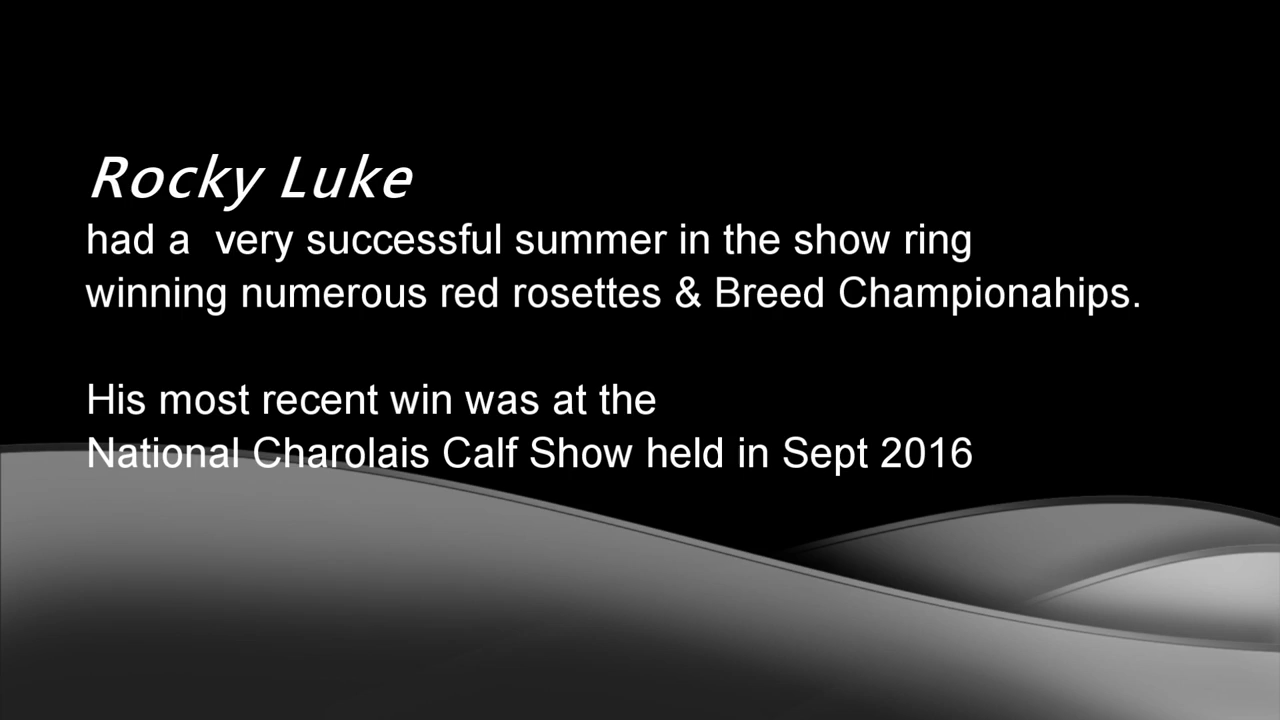 Rocky Luke
had a  very successful summer in the show ring
winning numerous red rosettes & Breed Championahips.
His most recent win was at the
National Charolais Calf Show held in Sept 2016